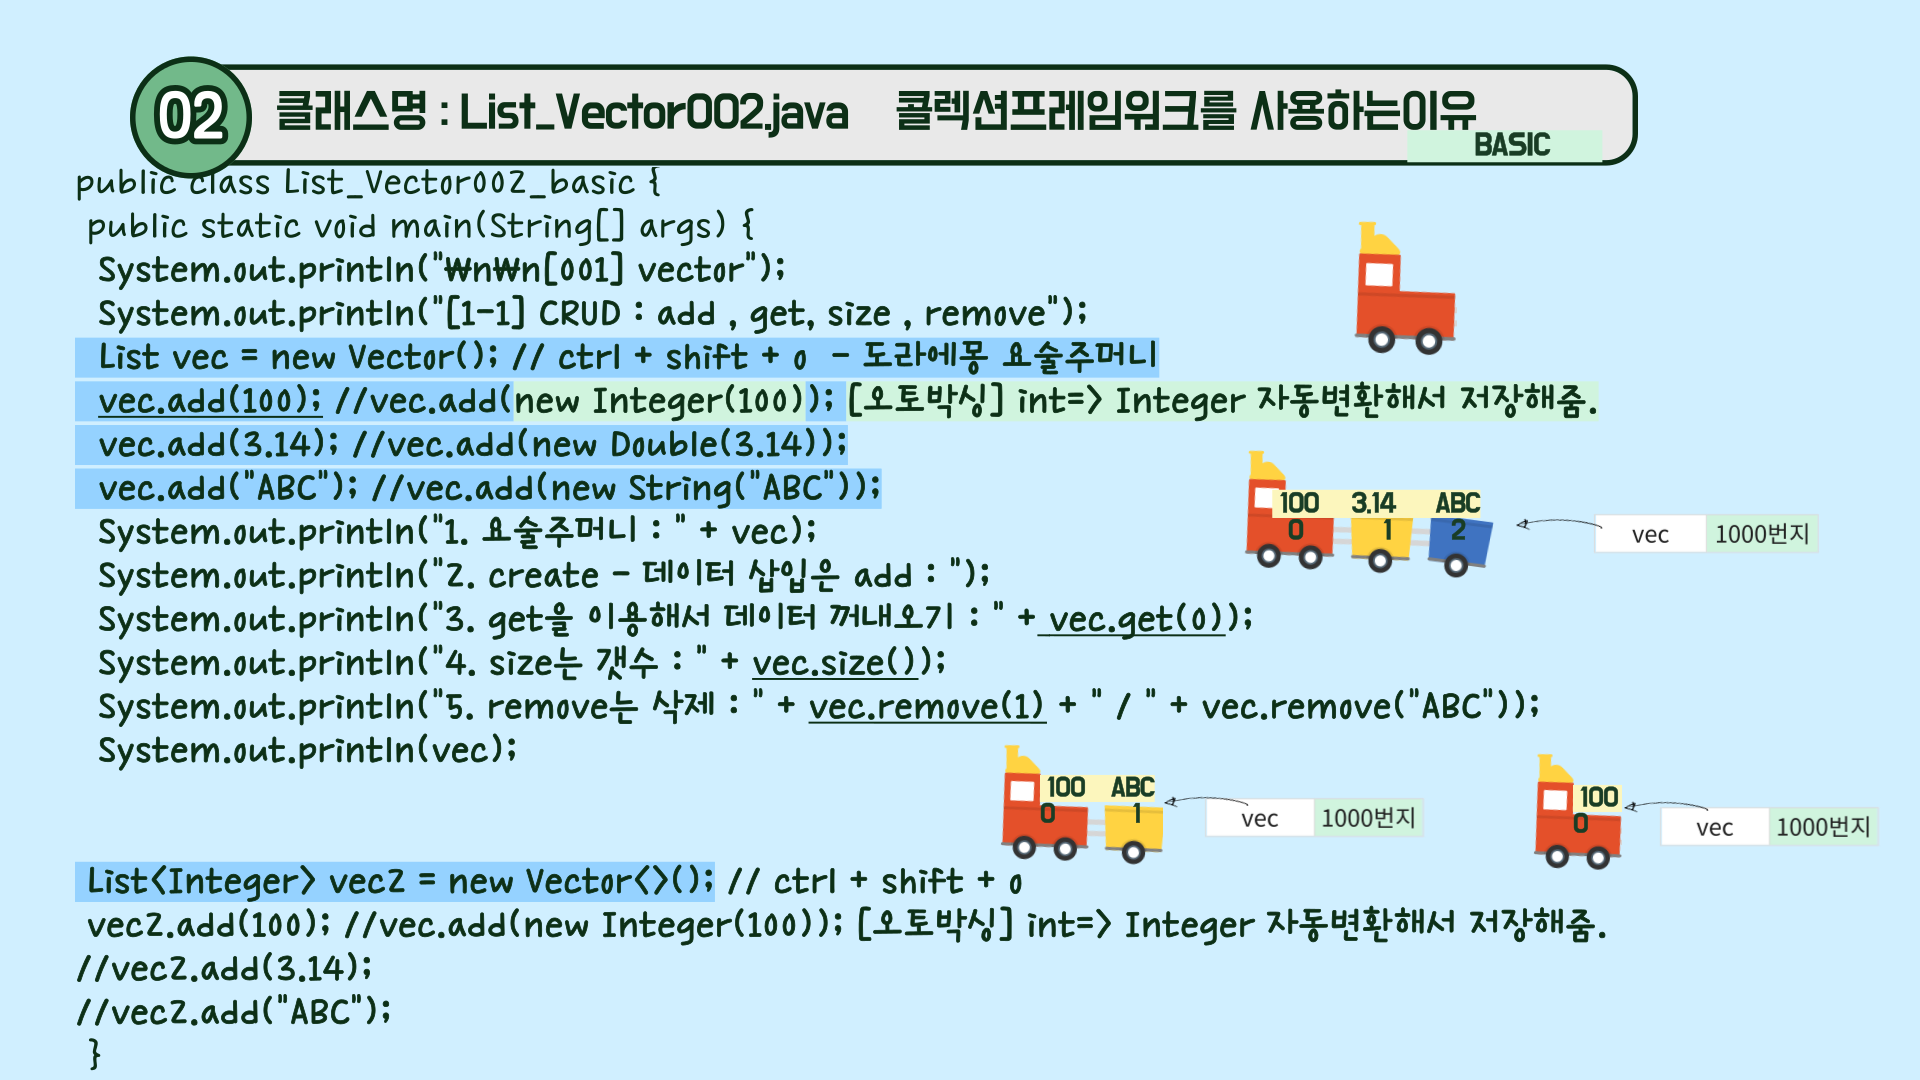 02
클래스명 : List_Vector002.java 콜렉션프레임워크를 사용하는이유
BASIC
public class List_Vector002_basic {
public static void main(String[] args) {
System.out.println("₩n₩n[001] vector");
System.out.println("[1-1] CRUD : add , get, size , remove");
List vec = new Vector(); // ctrl + shift + o - 도라에몽 요술주머니
vec.add(100); //vec.add(new Integer(100)); [오토박싱] int=> Integer 자동변환해서 저장해줌.
vec.add(3.14); //vec.add(new Double(3.14));
vec.add("ABC"); //vec.add(new String("ABC"));
100 3.14 ABC
0 1 2
vec 1000번지
System.out.println("1. 요술주머니 : " + vec);
System.out.println("2. create - 데이터 삽입은 add : ");
System.out.println("3. get을 이용해서 데이터 꺼내오기 : " + vec.get(0));
System.out.println("4. size는 갯수 : " + vec.size());
System.out.println("5. remove는 삭제 : " + vec.remove(1) + " / " + vec.remove("ABC"));
System.out.println(vec);
100 ABC
0 1
vec 1000번지
100
0
vec 1000번지
List<Integer> vec2 = new Vector<>(); // ctrl + shift + o
vec2.add(100); //vec.add(new Integer(100)); [오토박싱] int=> Integer 자동변환해서 저장해줌.
//vec2.add(3.14);
//vec2.add("ABC");
}